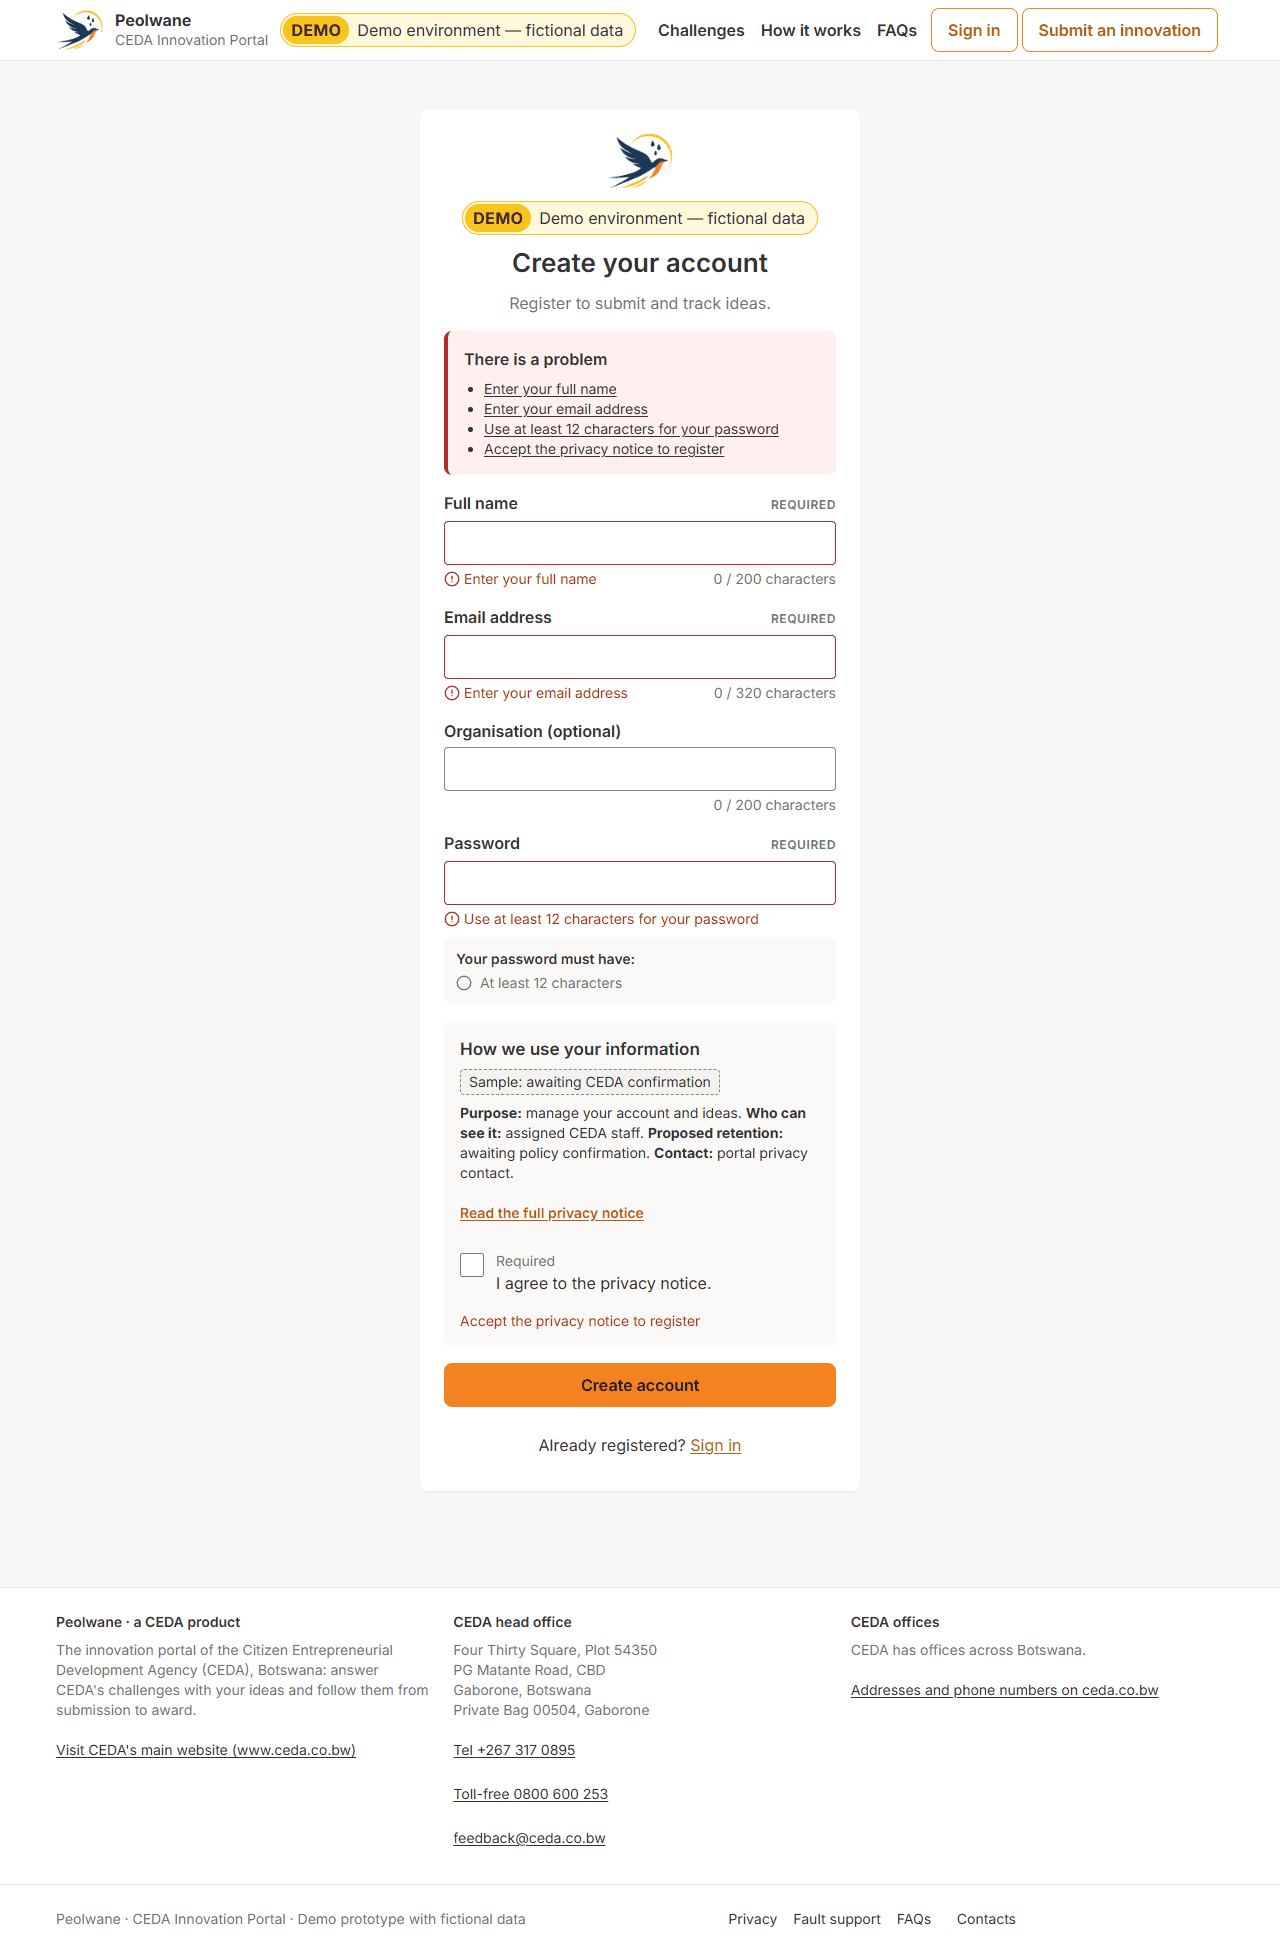 Peolwane
CEDA Innovation Portal
DEMO Demo environment — fictional data
Challenges How it works FAQs Sign in Submit an innovation
DEMO Demo environment — fictional data
Create your account
Register to submit and track ideas.
There is a problem
• Enter your full name
• Enter your email address
• Use at least 12 characters for your password
• Accept the privacy notice to register
Full name REQUIRED
Enter your full name 0 / 200 characters
Email address REQUIRED
Enter your email address 0 / 320 characters
Organisation (optional)
0 / 200 characters
Password REQUIRED
Use at least 12 characters for your password
Your password must have:
At least 12 characters
How we use your information
Sample: awaiting CEDA confirmation
Purpose: manage your account and ideas. Who can
see it: assigned CEDA staff. Proposed retention:
awaiting policy confirmation. Contact: portal privacy
contact.
Read the full privacy notice
Required
I agree to the privacy notice.
Accept the privacy notice to register
Create account
Already registered? Sign in
Peolwane · a CEDA product
The innovation portal of the Citizen Entrepreneurial
Development Agency (CEDA), Botswana: answer
CEDA's challenges with your ideas and follow them from
submission to award.
Visit CEDA's main website (www.ceda.co.bw)
CEDA head office
Four Thirty Square, Plot 54350
PG Matante Road, CBD
Gaborone, Botswana
Private Bag 00504, Gaborone
Tel +267 317 0895
Toll-free 0800 600 253
feedback@ceda.co.bw
CEDA offices
CEDA has offices across Botswana.
Addresses and phone numbers on ceda.co.bw
Peolwane · CEDA Innovation Portal · Demo prototype with fictional data
Privacy Fault support FAQs Contacts